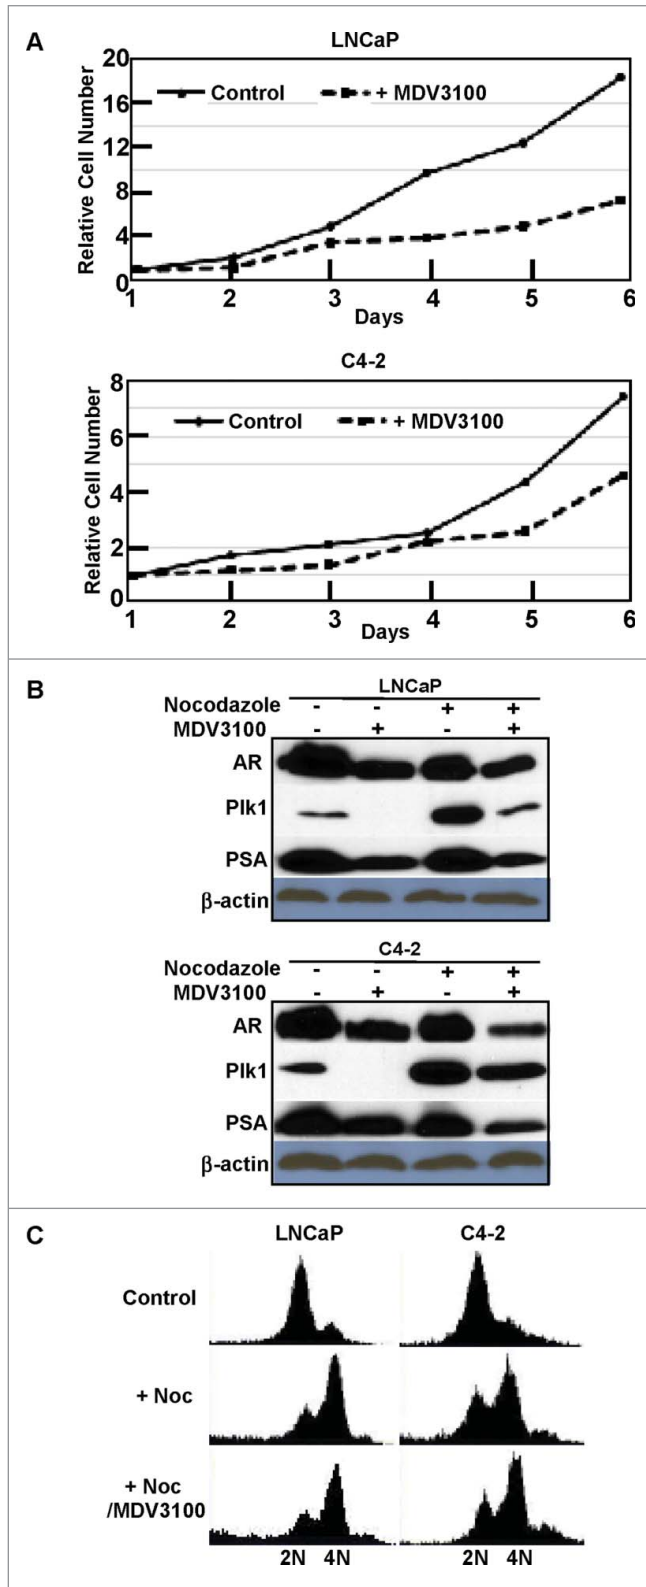 A
LNCaP
Relative Cell Number
20
16
12
8
4
0
Control
+ MDV3100
1 2 3 4 5 6
Days
C4-2
Relative Cell Number
8
6
4
2
0
Control
+ MDV3100
1 2 3 4 5 6
Days
B
LNCaP
Nocodazole - - + +
MDV3100 - + - +
AR
Plk1
PSA
β-actin
C4-2
Nocodazole - - + +
MDV3100 - + - +
AR
Plk1
PSA
β-actin
C
LNCaP C4-2
Control
+ Noc
+ Noc
/MDV3100
2N 4N 2N 4N